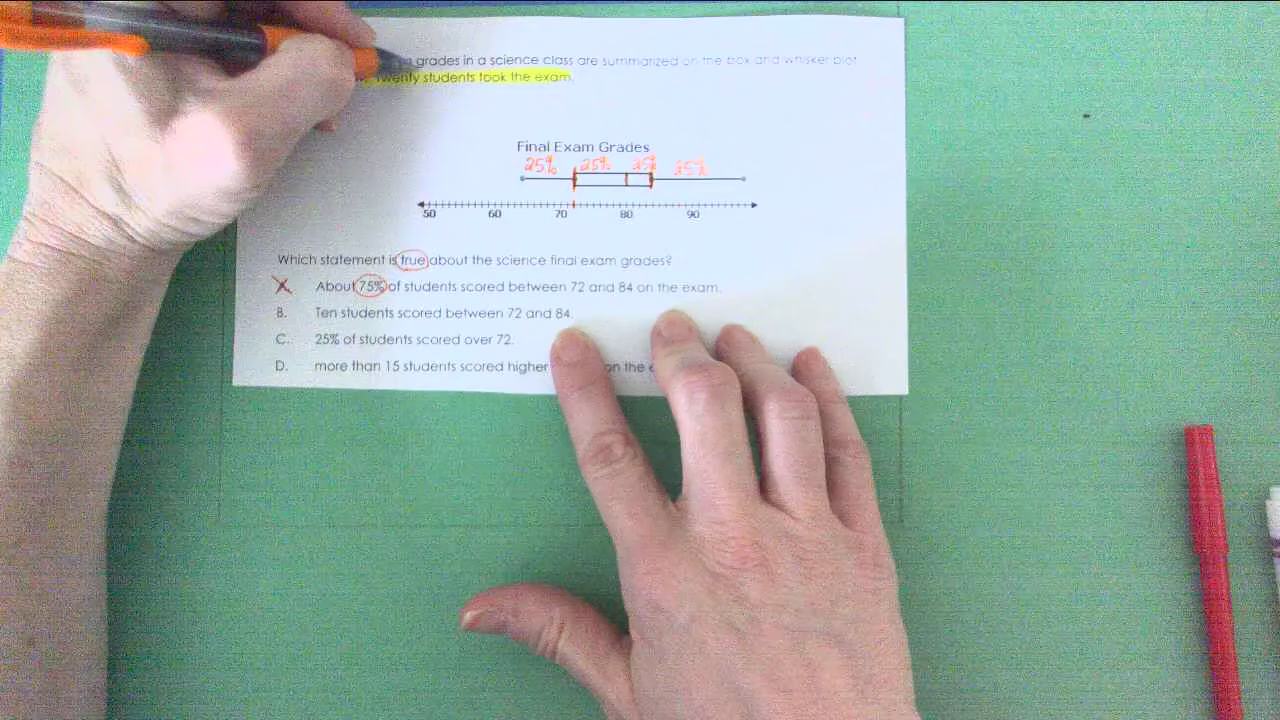 grades in a science class are summarized on the box and whisker plot
Twenty students took the exam.
Final Exam Grades
25% 25% 25% 25%
50 60 70 80 90
Which statement is true about the science final exam grades?
A. About 75% of students scored between 72 and 84 on the exam.
B. Ten students scored between 72 and 84.
C. 25% of students scored over 72.
D. more than 15 students scored higher on the